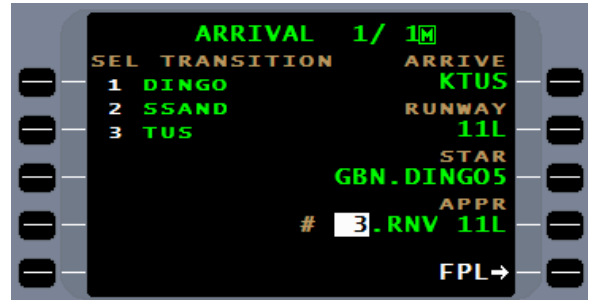 ARRIVAL 1/ 1M
SEL TRANSITION ARRIVE
1 DINGO KTUS
2 SSAND RUNWAY
3 TUS 11L
STAR
GBN.DINGO5
APPR
# 3.RNV 11L
FPL→